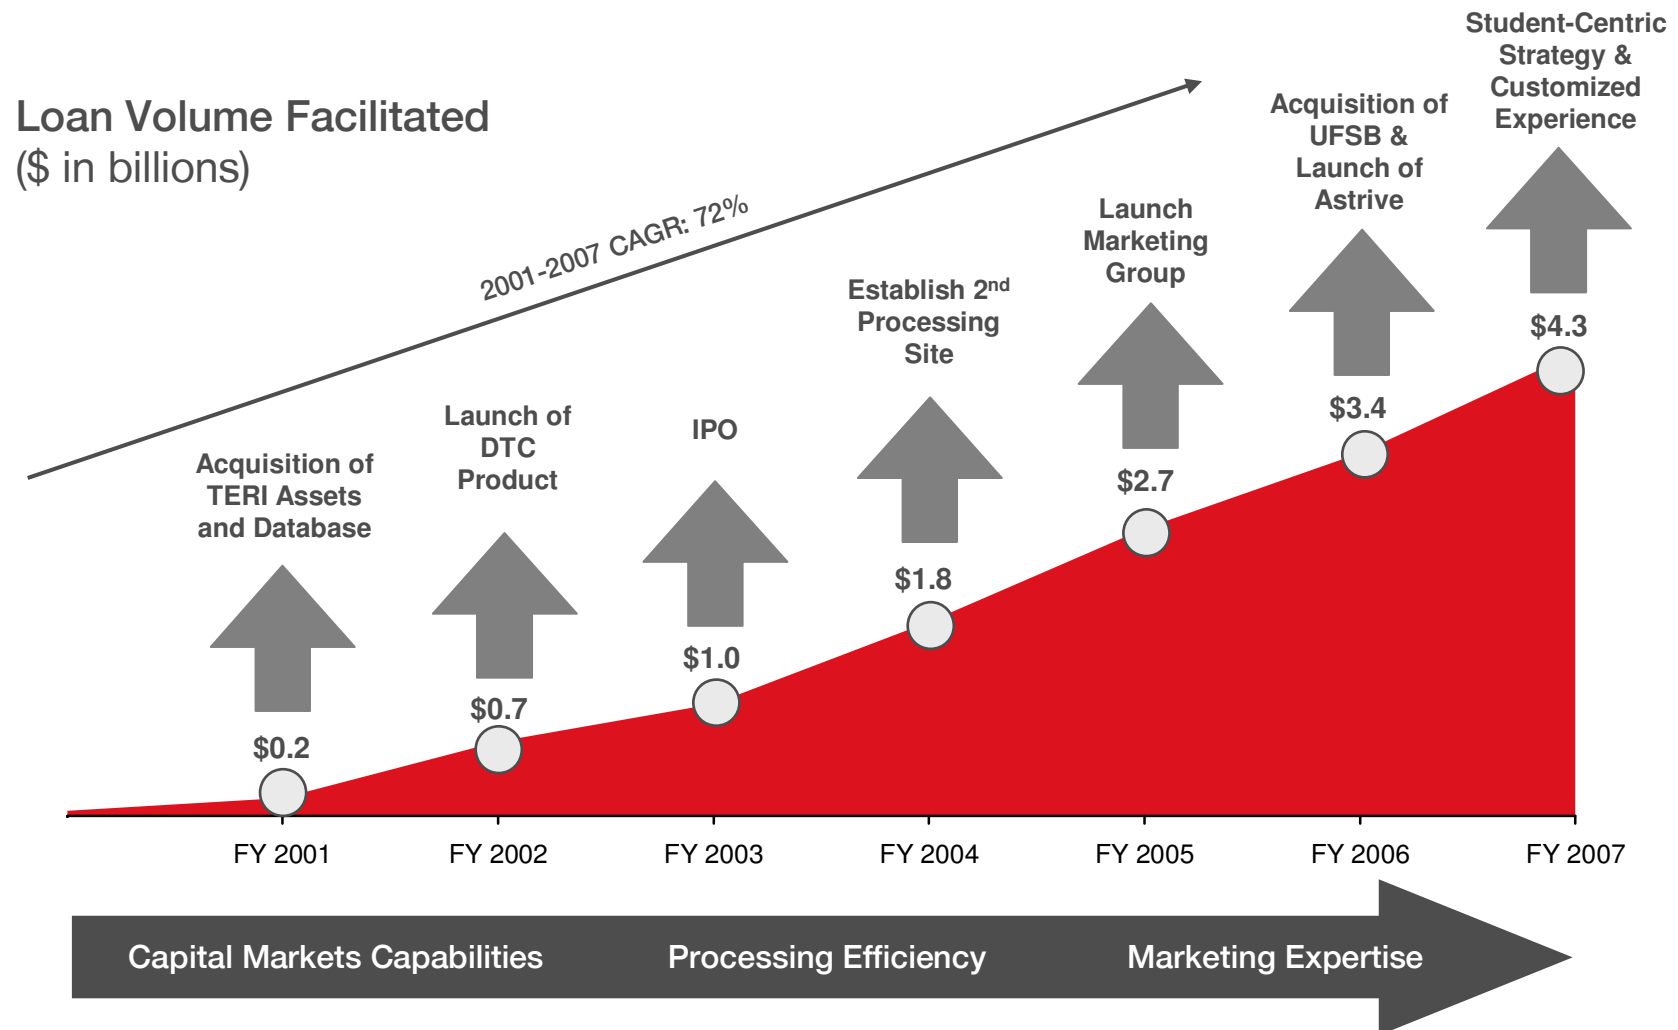 Loan Volume Facilitated
($ in billions)
2001-2007 CAGR: 72%
Acquisition of
TERI Assets
and Database
$0.2
Launch of
DTC
Product
$0.7
IPO
$1.0
Establish 2nd
Processing
Site
$1.8
Launch
Marketing
Group
$2.7
Acquisition of
UFSB &
Launch of
Astrive
$3.4
Student-Centric
Strategy &
Customized
Experience
$4.3
FY 2001
FY 2002
FY 2003
FY 2004
FY 2005
FY 2006
FY 2007
Capital Markets Capabilities
Processing Efficiency
Marketing Expertise